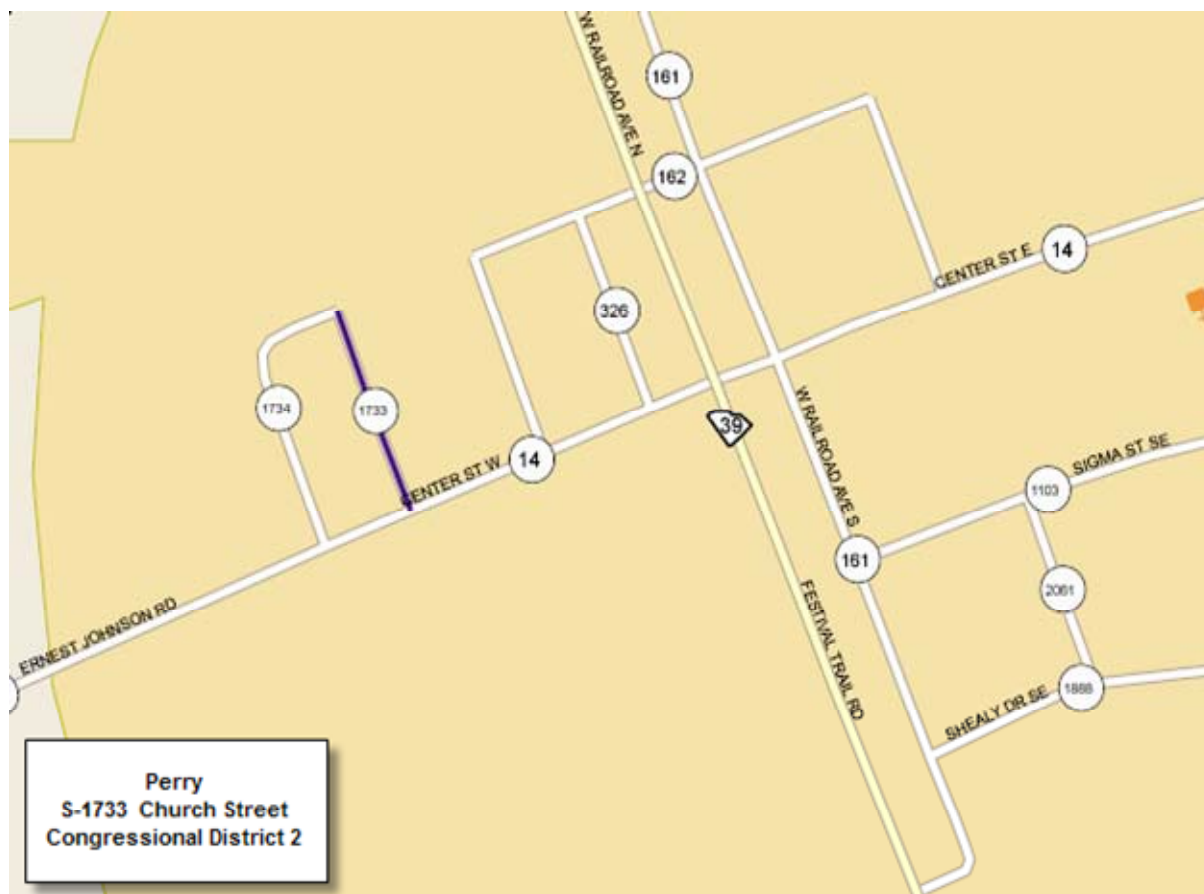 W RAILROAD AVE N
161
162
CENTER ST E
14
326
1734
1733
39
CENTER ST W
14
W RAILROAD AVE S
SIGMA ST SE
1103
161
2061
FESTIVAL TRAIL RD
ERNEST JOHNSON RD
SHEALY DR SE
1888
Perry
S-1733 Church Street
Congressional District 2